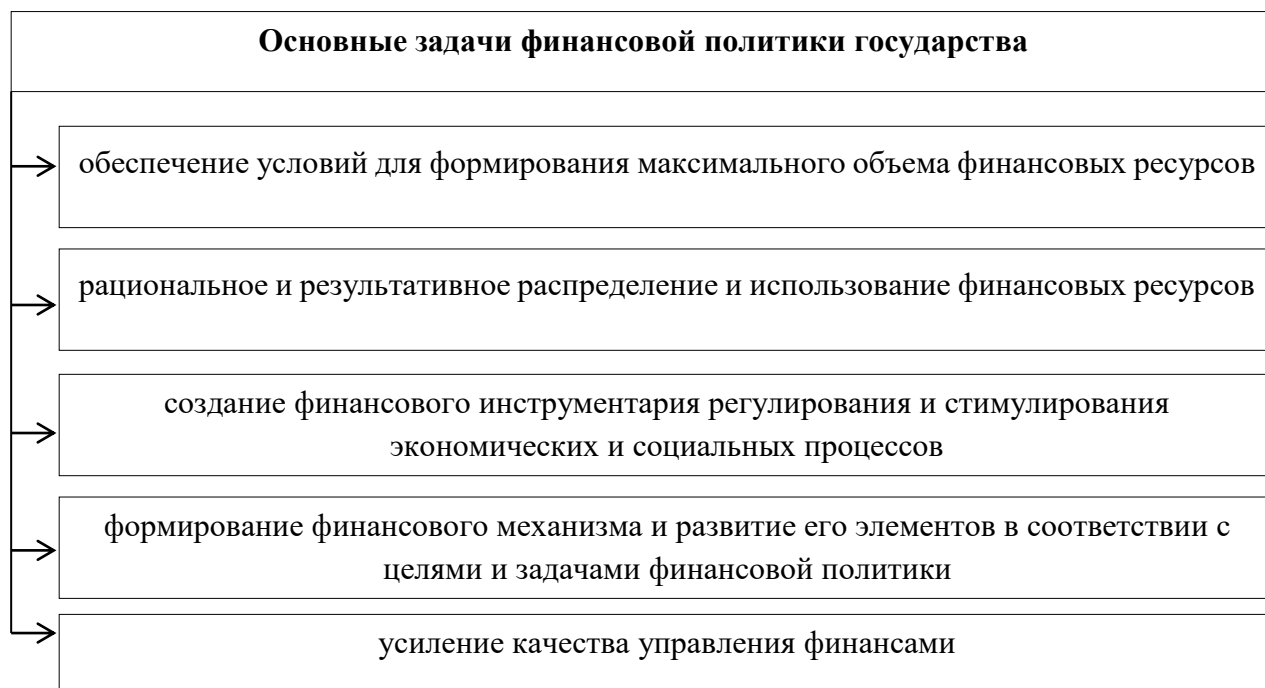 Основные задачи финансовой политики государства
обеспечение условий для формирования максимального объема финансовых ресурсов
рациональное и результативное распределение и использование финансовых ресурсов
создание финансового инструментария регулирования и стимулирования
экономических и социальных процессов
формирование финансового механизма и развитие его элементов в соответствии с
целями и задачами финансовой политики
усиление качества управления финансами